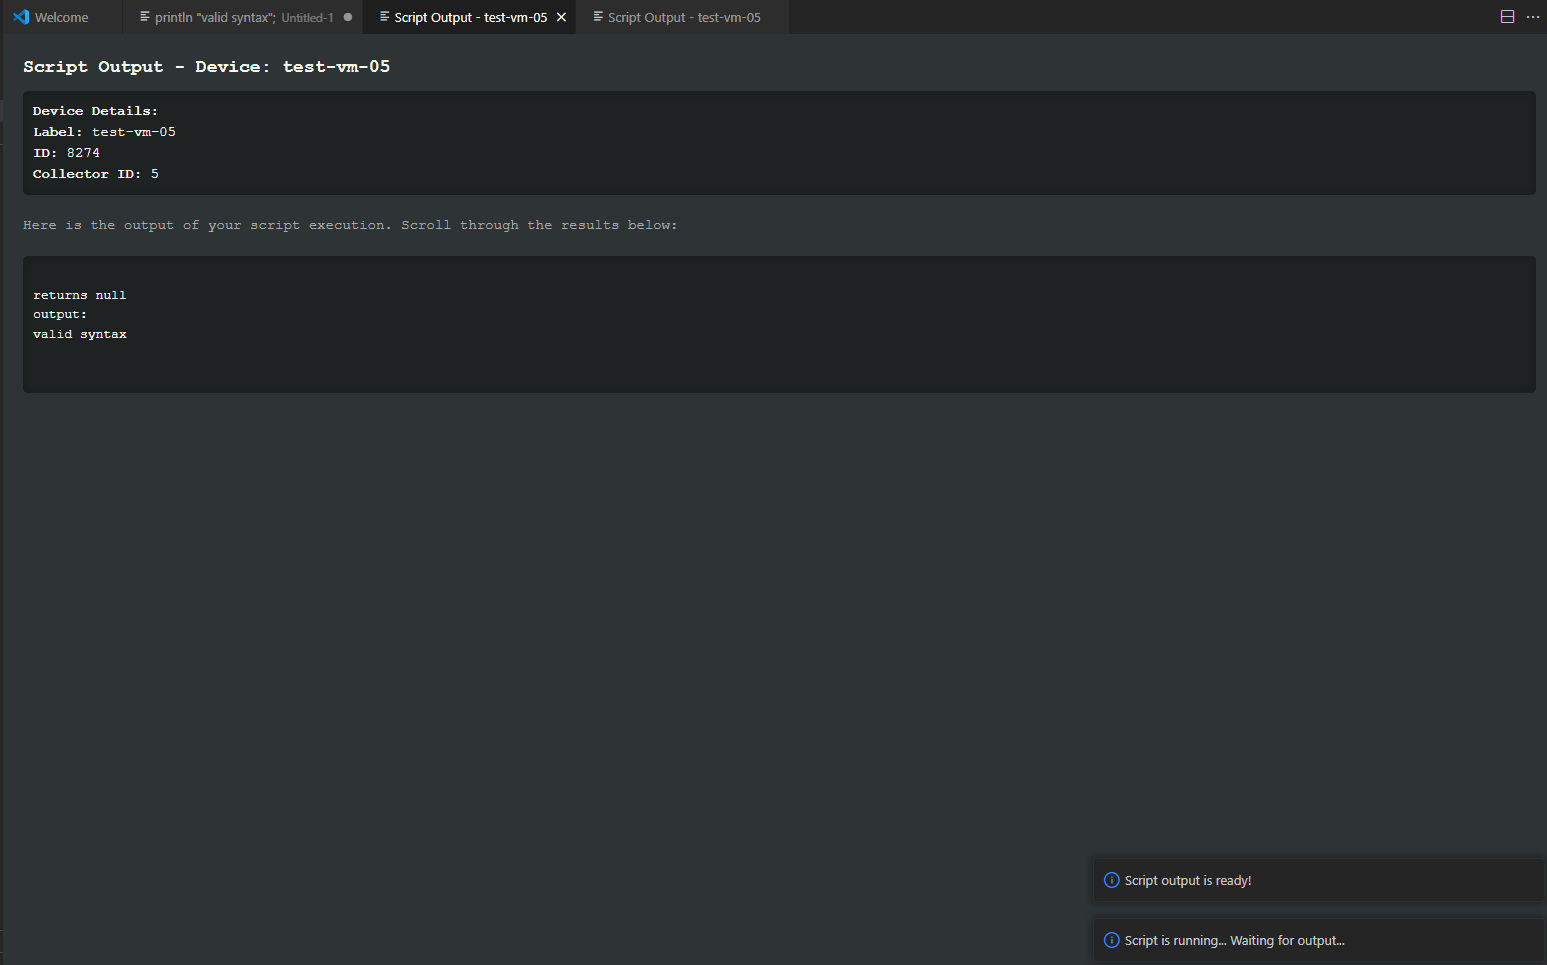 Welcome
println "valid syntax"; Untitled-1
Script Output - test-vm-05
Script Output - test-vm-05
Script Output - Device: test-vm-05
Device Details:
Label: test-vm-05
ID: 8274
Collector ID: 5
Here is the output of your script execution. Scroll through the results below:
returns null
output:
valid syntax
Script output is ready!
Script is running... Waiting for output...